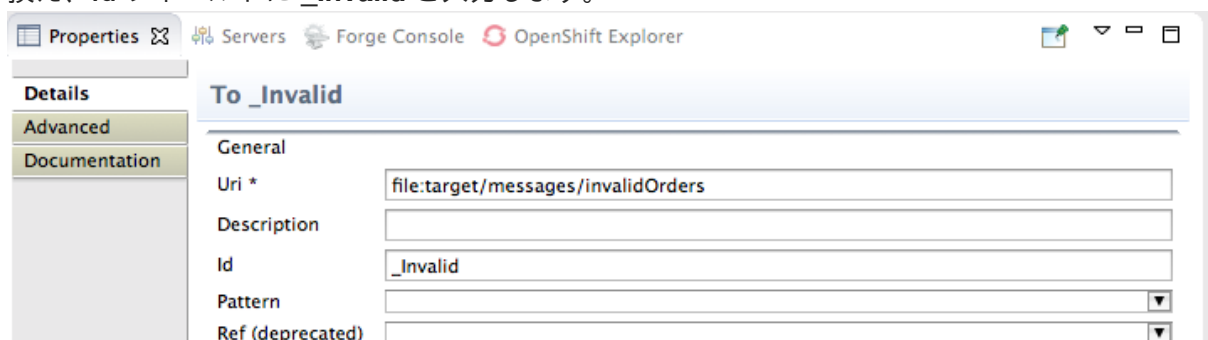 _Invalid
Properties Servers Forge Console OpenShift Explorer
Details
To _Invalid
Advanced
Documentation
General
Uri * file:target/messages/invalidOrders
Description
Id _Invalid
Pattern
Ref (deprecated)